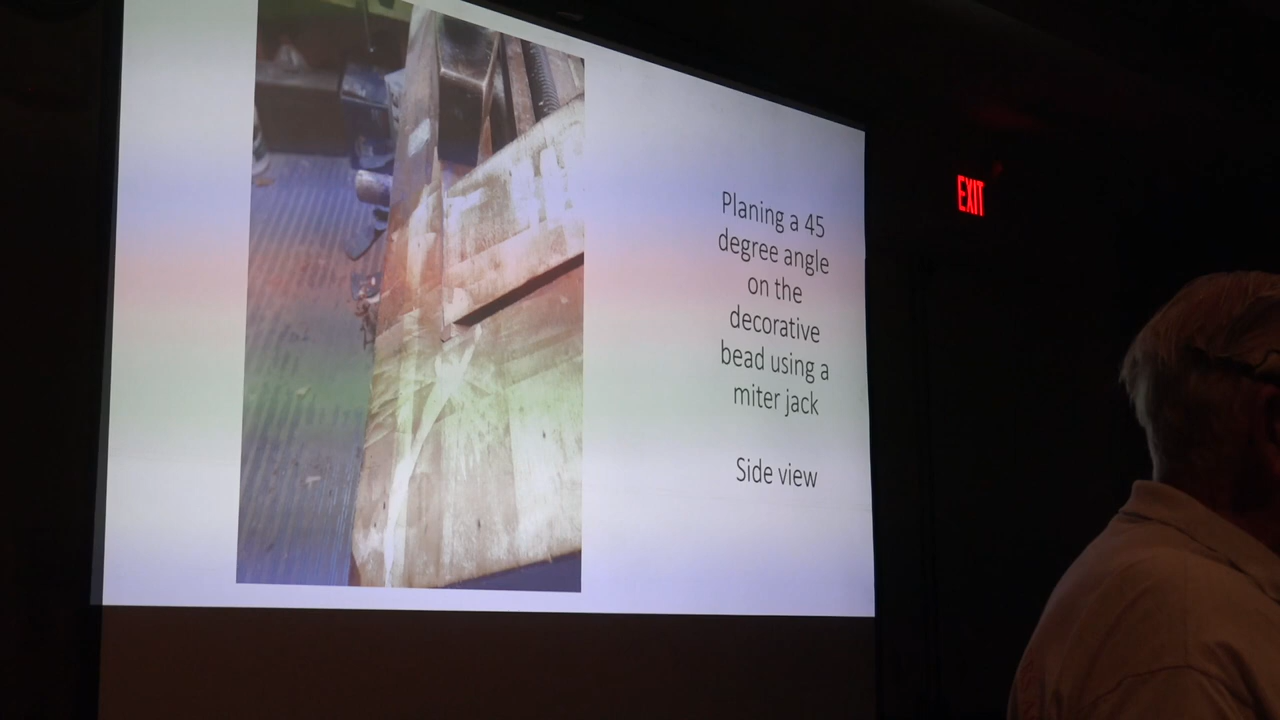 Planing a 45
degree angle
on the
decorative
bead using a
miter jack
Side view
EXIT